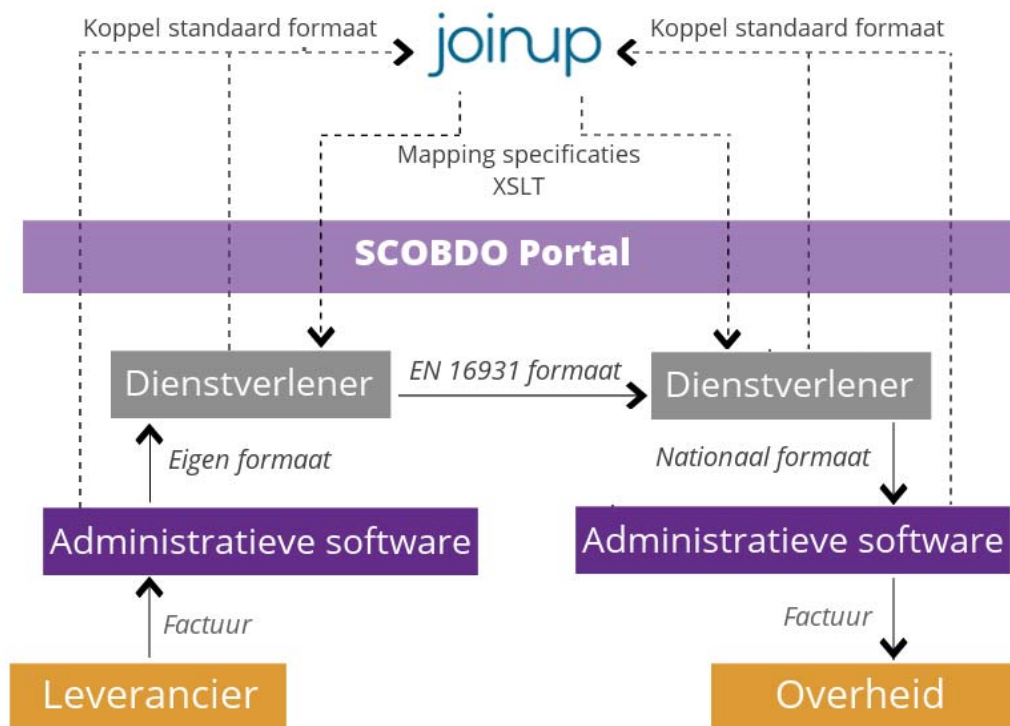 Koppel standaard formaat
joinup
Koppel standaard formaat
Mapping specificaties
XSLT
SCOBDO Portal
Dienstverlener
EN 16931 formaat
Dienstverlener
Eigen formaat
Nationaal formaat
Administratieve software
Administratieve software
Factuur
Factuur
Leverancier
Overheid